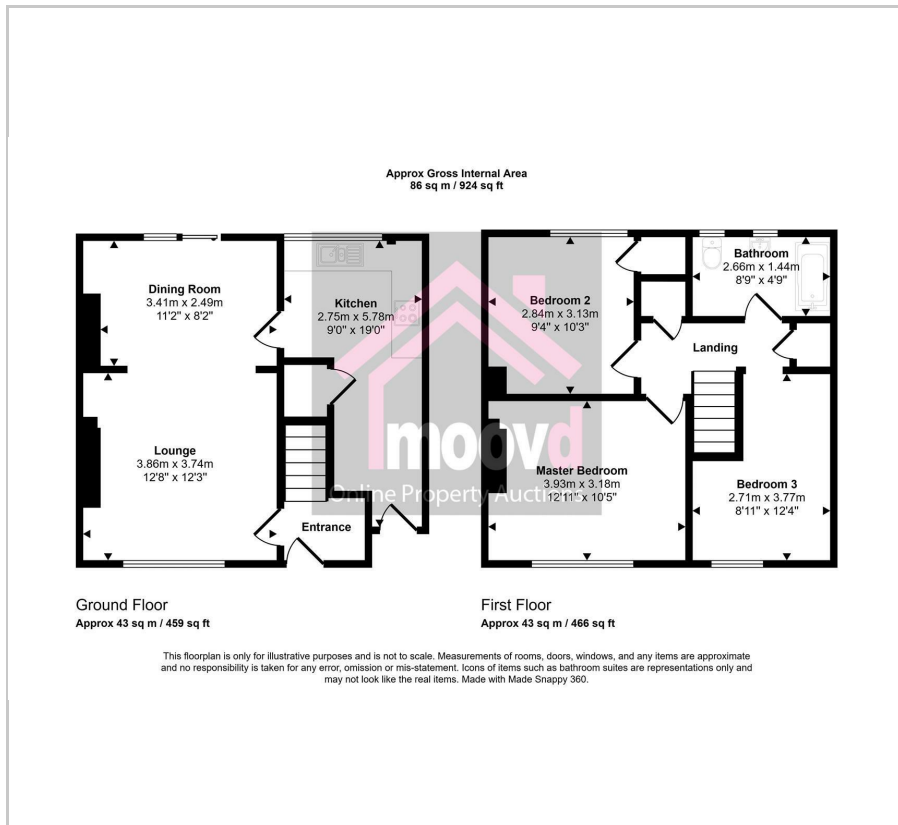 Approx Gross Internal Area
86 sq m / 924 sq ft
Dining Room
3.41m x 2.49m
11'2" x 8'2"
Kitchen
2.75m x 5.78m
9'0" x 19'0"
Lounge
3.86m x 3.74m
12'8" x 12'3"
Entrance
Bathroom
2.66m x 1.44m
8'9" x 4'9"
Bedroom 2
2.84m x 3.13m
9'4" x 10'3"
Landing
Master Bedroom
3.93m x 3.18m
12'11" x 10'5"
Bedroom 3
2.71m x 3.77m
8'11" x 12'4"
moovd
Online Property Auctions
Ground Floor
Approx 43 sq m / 459 sq ft
First Floor
Approx 43 sq m / 466 sq ft
This floorplan is only for illustrative purposes and is not to scale. Measurements of rooms, doors, windows, and any items are approximate
and no responsibility is taken for any error, omission or mis-statement. Icons of items such as bathroom suites are representations only and
may not look like the real items. Made with Made Snappy 360.